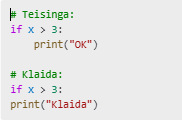 # Teisinga:
if x > 3:
    print("OK")

# Klaida:
if x > 3:
print("Klaida")